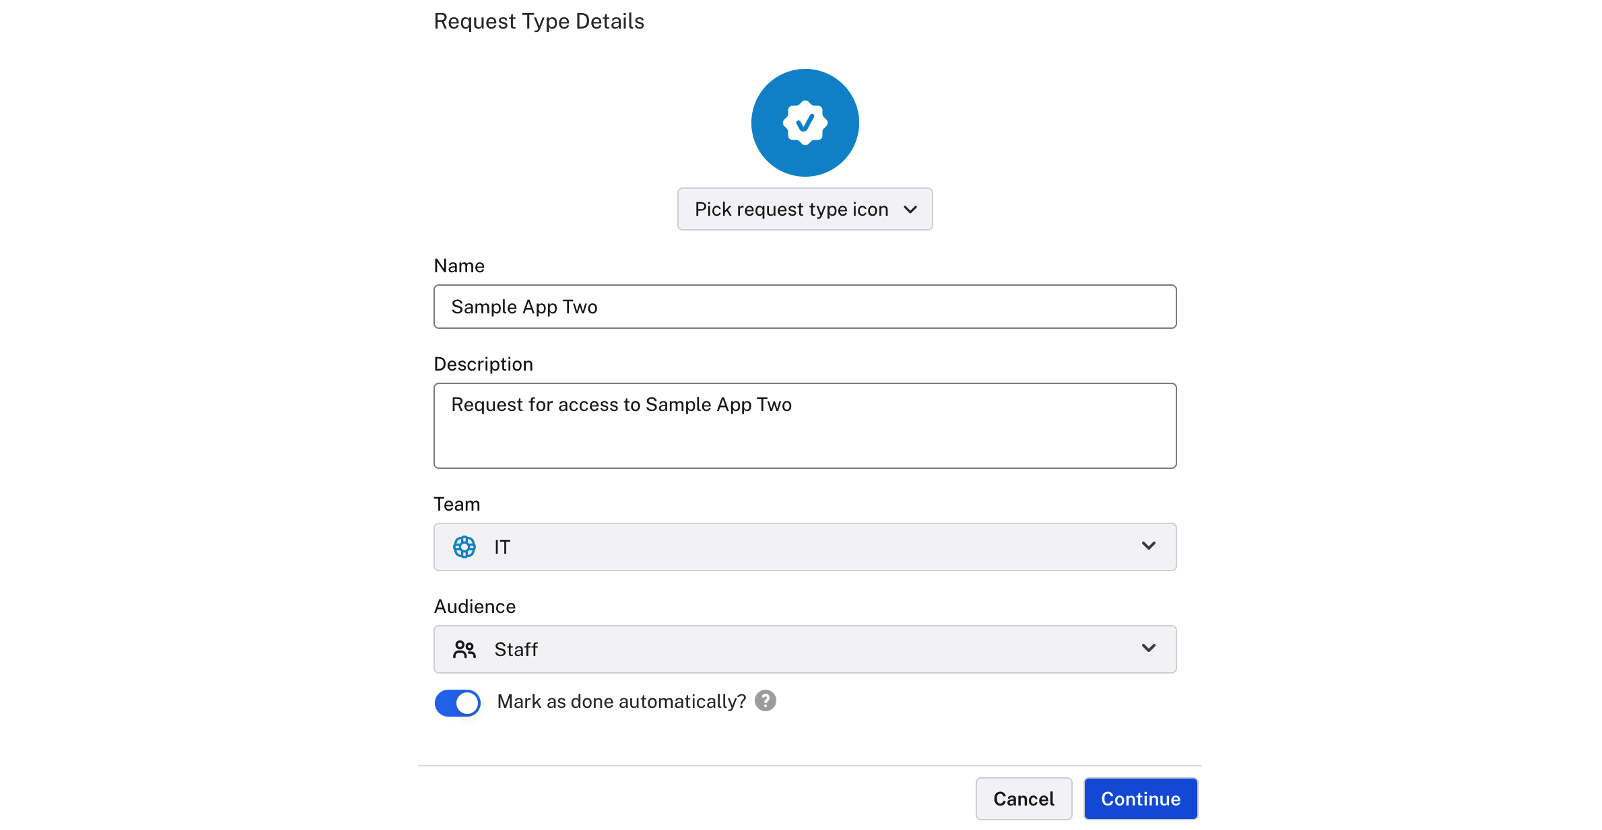 Request Type Details
Pick request type icon
Name
Sample App Two
Description
Request for access to Sample App Two
Team
IT
Audience
Staff
Mark as done automatically? ?
Cancel Continue